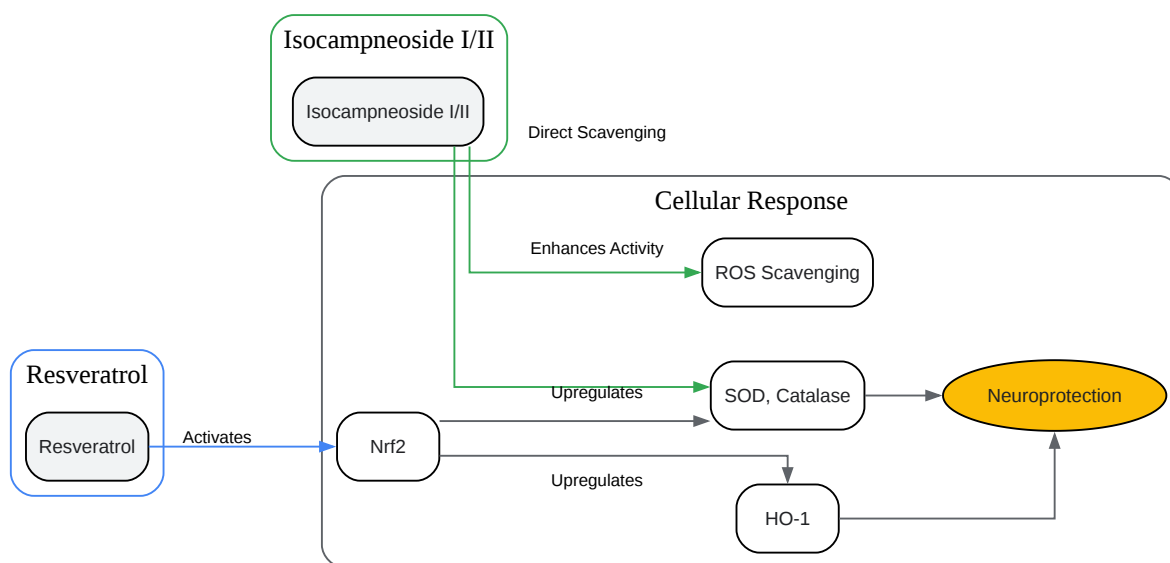 Isocampneoside I/II
Isocampneoside I/II
Direct Scavenging
Cellular Response
Enhances Activity
ROS Scavenging
Resveratrol
Upregulates
SOD, Catalase
Neuroprotection
Resveratrol
Activates
Nrf2
Upregulates
HO-1